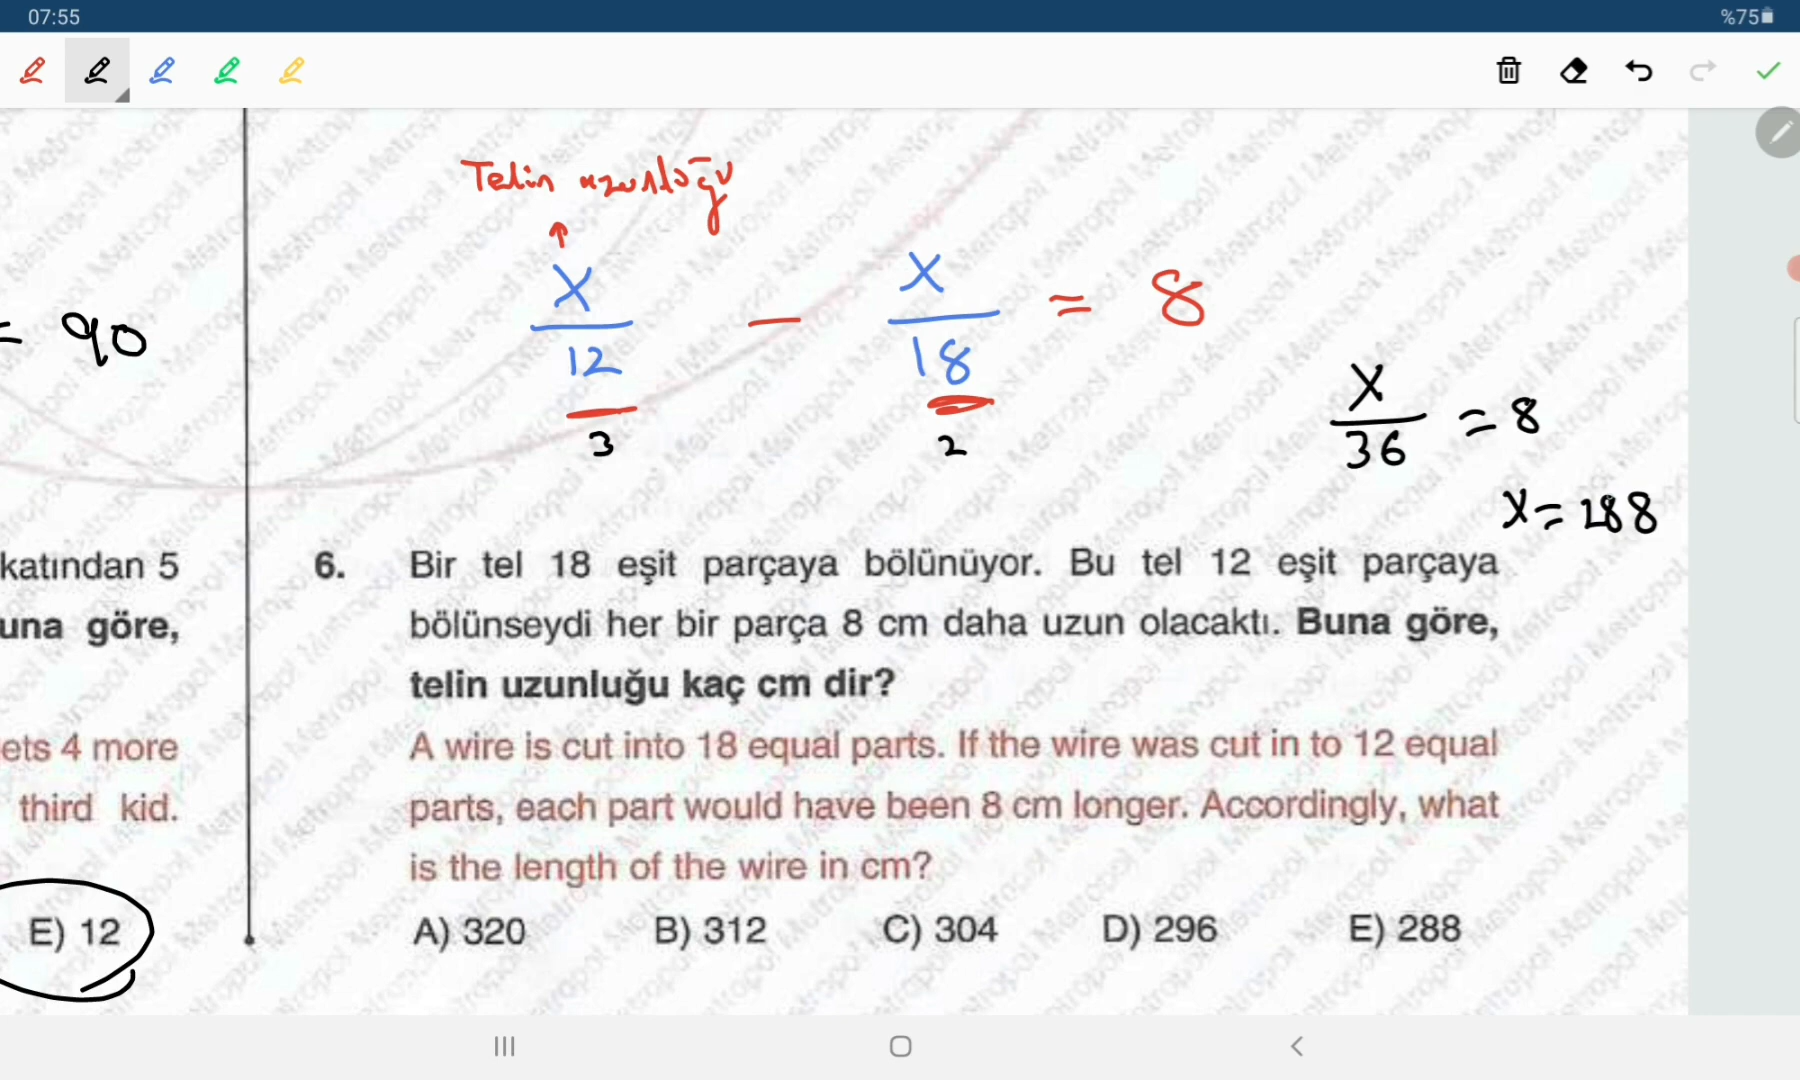 07:55
%75
Telin uzunluğu
x/12 - x/18 = 8
3 2
= 90
x/36 = 8
x = 288
katından 5
una göre,
ets 4 more
third kid.
E) 12
6. Bir tel 18 eşit parçaya bölünüyor. Bu tel 12 eşit parçaya
bölünseydi her bir parça 8 cm daha uzun olacaktı. Buna göre,
telin uzunluğu kaç cm dir?
A wire is cut into 18 equal parts. If the wire was cut in to 12 equal
parts, each part would have been 8 cm longer. Accordingly, what
is the length of the wire in cm?
A) 320 B) 312 C) 304 D) 296 E) 288